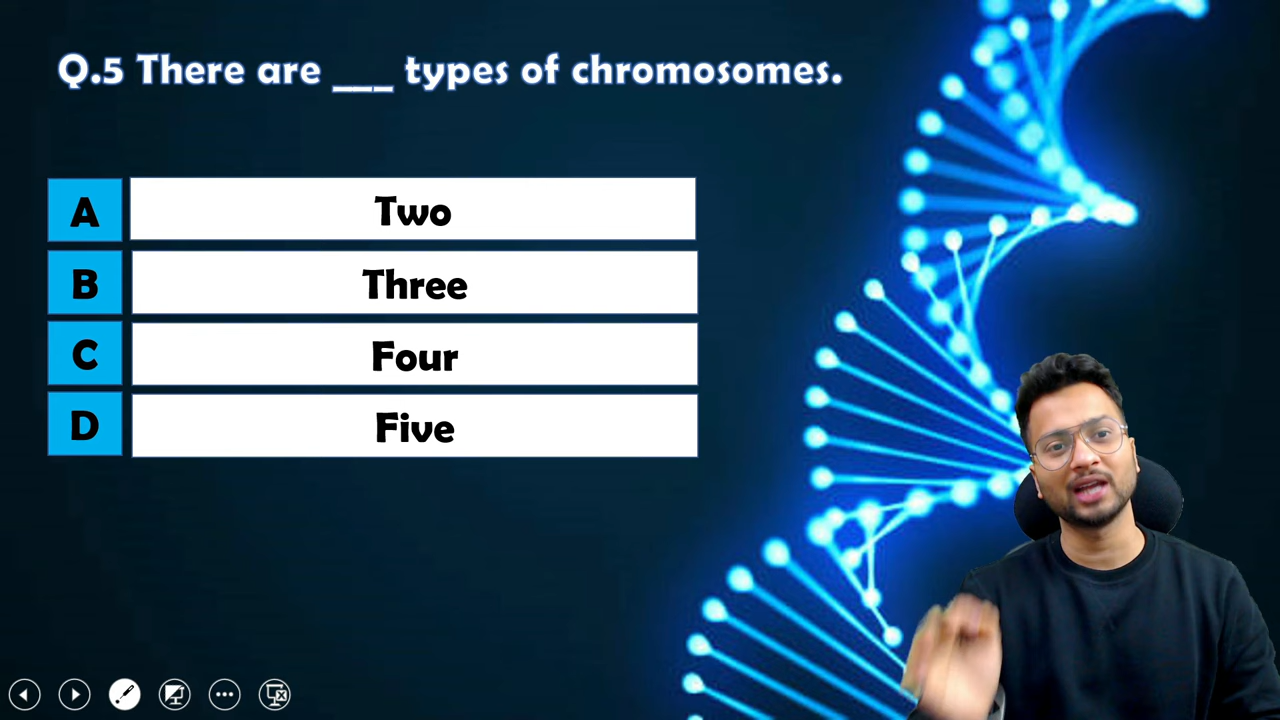 Q.5 There are ___ types of chromosomes.
A Two
B Three
C Four
D Five